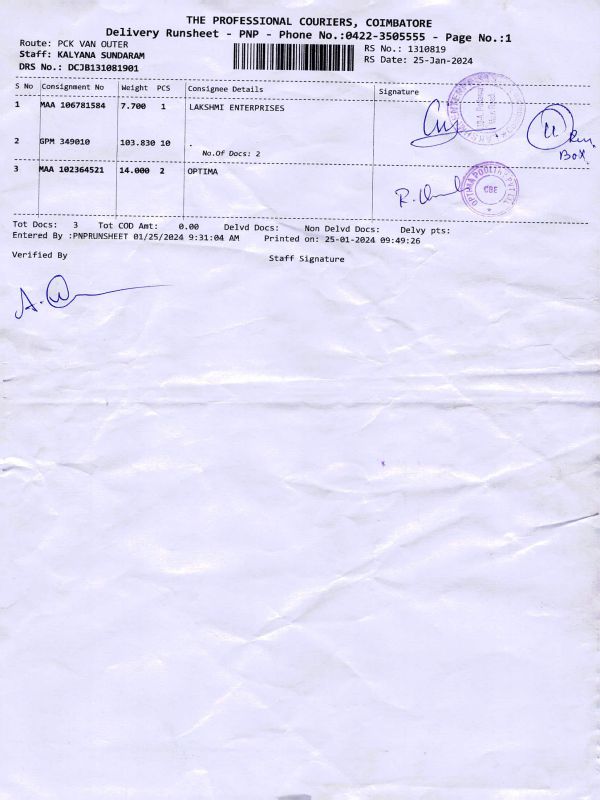 THE PROFESSIONAL COURIERS, COIMBATORE
Delivery Runsheet - PNP - Phone No.:0422-3505555 - Page No.:1
Route: PCK VAN OUTER
Staff: KALYANA SUNDARAM
DRS No.: DCJB131081901
RS No.: 1310819
RS Date: 25-Jan-2024
S No Consignment No Weight PCS Consignee Details Signature
1 MAA 106781584 7.700 1 LAKSHMI ENTERPRISES
2 GPM 349010 103.830 10 .
No.Of Docs: 2
11
Box.
3 MAA 102364521 14.000 2 OPTIMA
CBE
Tot Docs: 3 Tot COD Amt: 0.00 Delvd Docs: Non Delvd Docs: Delvy pts:
Entered By :PNPRUNSHEET 01/25/2024 9:31:04 AM Printed on: 25-01-2024 09:49:26
Verified By Staff Signature